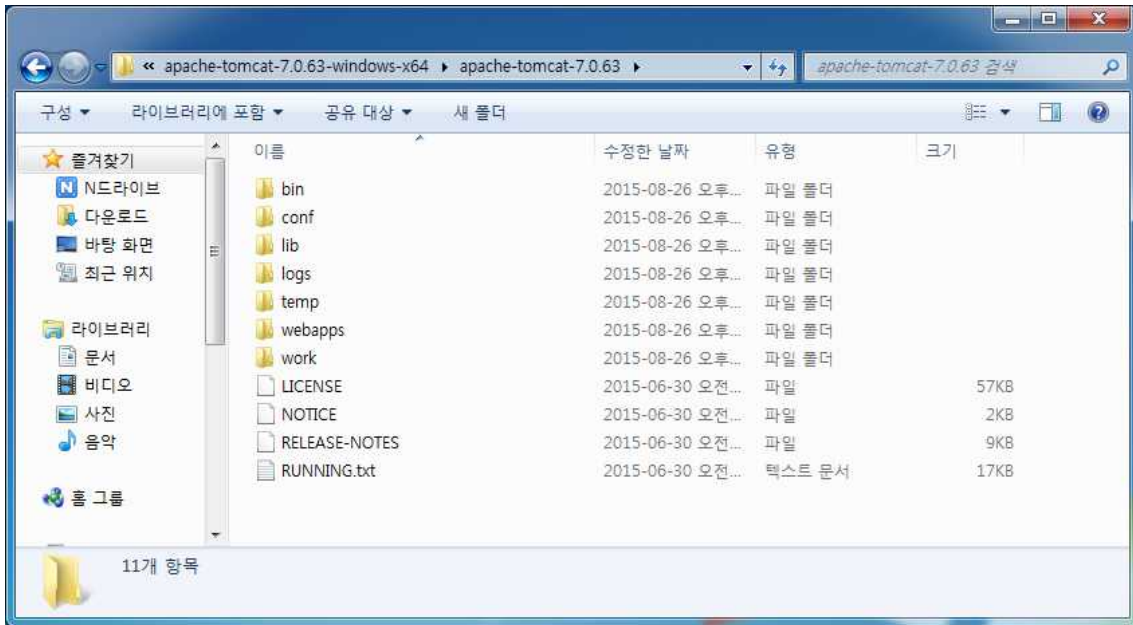 « apache-tomcat-7.0.63-windows-x64 ▸ apache-tomcat-7.0.63 ▸ apache-tomcat-7.0.63 검색
구성 라이브러리에 포함 공유 대상 새 폴더
이름 수정한 날짜 유형 크기
즐겨찾기
N드라이브
다운로드
바탕 화면
최근 위치
라이브러리
문서
비디오
사진
음악
홈 그룹
bin 2015-08-26 오후... 파일 폴더
conf 2015-08-26 오후... 파일 폴더
lib 2015-08-26 오후... 파일 폴더
logs 2015-08-26 오후... 파일 폴더
temp 2015-08-26 오후... 파일 폴더
webapps 2015-08-26 오후... 파일 폴더
work 2015-08-26 오후... 파일 폴더
LICENSE 2015-06-30 오전... 파일 57KB
NOTICE 2015-06-30 오전... 파일 2KB
RELEASE-NOTES 2015-06-30 오전... 파일 9KB
RUNNING.txt 2015-06-30 오전... 텍스트 문서 17KB
11개 항목